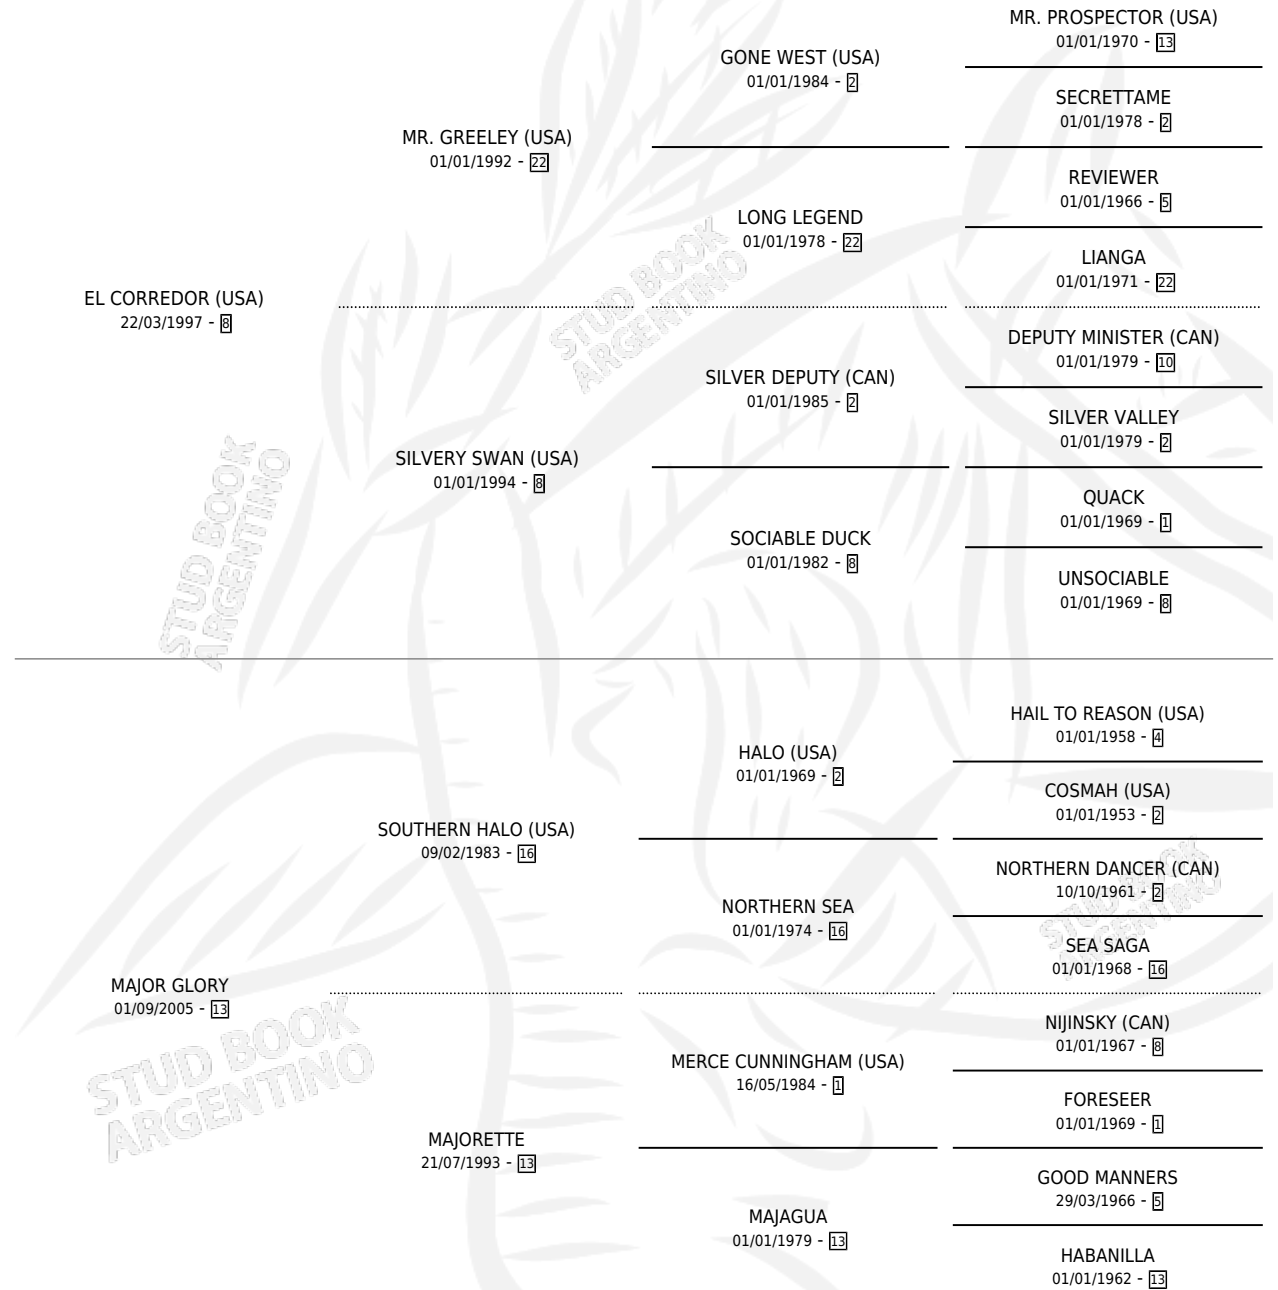 MR. PROSPECTOR (USA)
01/01/1970 - 13
GONE WEST (USA)
01/01/1984 - 2
SECRETTAME
01/01/1978 - 2
MR. GREELEY (USA)
01/01/1992 - 22
REVIEWER
01/01/1966 - 5
LONG LEGEND
01/01/1978 - 22
LIANGA
01/01/1971 - 22
EL CORREDOR (USA)
22/03/1997 - 8
DEPUTY MINISTER (CAN)
01/01/1979 - 10
SILVER DEPUTY (CAN)
01/01/1985 - 2
SILVER VALLEY
01/01/1979 - 2
SILVERY SWAN (USA)
01/01/1994 - 8
QUACK
01/01/1969 - 1
SOCIABLE DUCK
01/01/1982 - 8
UNSOCIABLE
01/01/1969 - 8
HAIL TO REASON (USA)
01/01/1958 - 4
HALO (USA)
01/01/1969 - 2
COSMAH (USA)
01/01/1953 - 2
SOUTHERN HALO (USA)
09/02/1983 - 16
NORTHERN DANCER (CAN)
10/10/1961 - 2
NORTHERN SEA
01/01/1974 - 16
SEA SAGA
01/01/1968 - 16
MAJOR GLORY
01/09/2005 - 13
NIJINSKY (CAN)
01/01/1967 - 8
MERCE CUNNINGHAM (USA)
16/05/1984 - 1
FORESEER
01/01/1969 - 1
MAJORETTE
21/07/1993 - 13
GOOD MANNERS
29/03/1966 - 5
MAJAGUA
01/01/1979 - 13
HABANILLA
01/01/1962 - 13
STUD BOOK
ARGENTINO
STUD BOOK
ARGENTINO
STUD BOOK
ARGENTINO
STUD BOOK
ARGENTINO